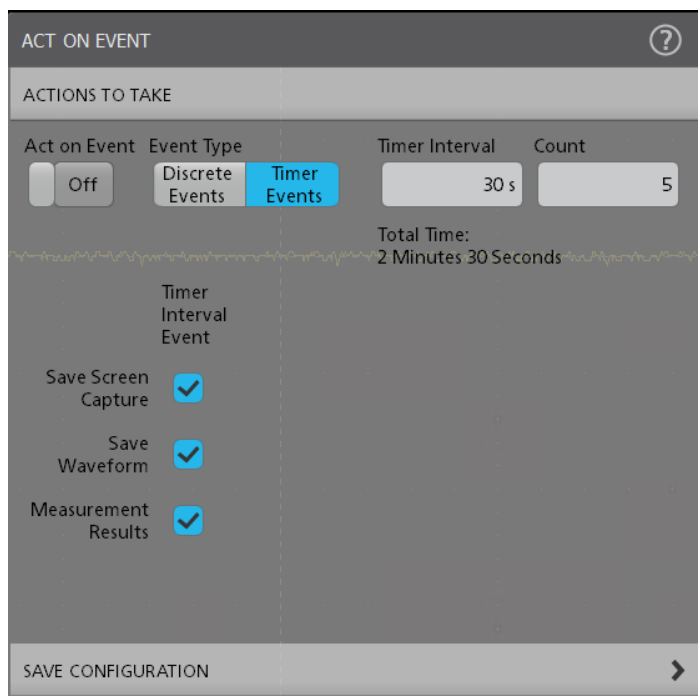 ACT ON EVENT
?
ACTIONS TO TAKE
Act on Event
Event Type
Timer Interval
Count
Off
Discrete
Events
Timer
Events
30 s
5
Total Time:
2 Minutes 30 Seconds
Timer
Interval
Event
Save Screen
Capture
Save
Waveform
Measurement
Results
SAVE CONFIGURATION